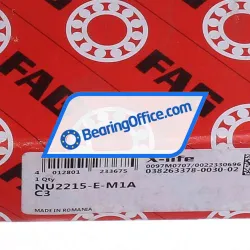 FAG
BearingOffice.com
FAG
X-life
4 012801 233675
0097M0707/0022330696
038263378-0030-02
1 Qty
NU2215-E-M1A
C3
MADE IN ROMANIA